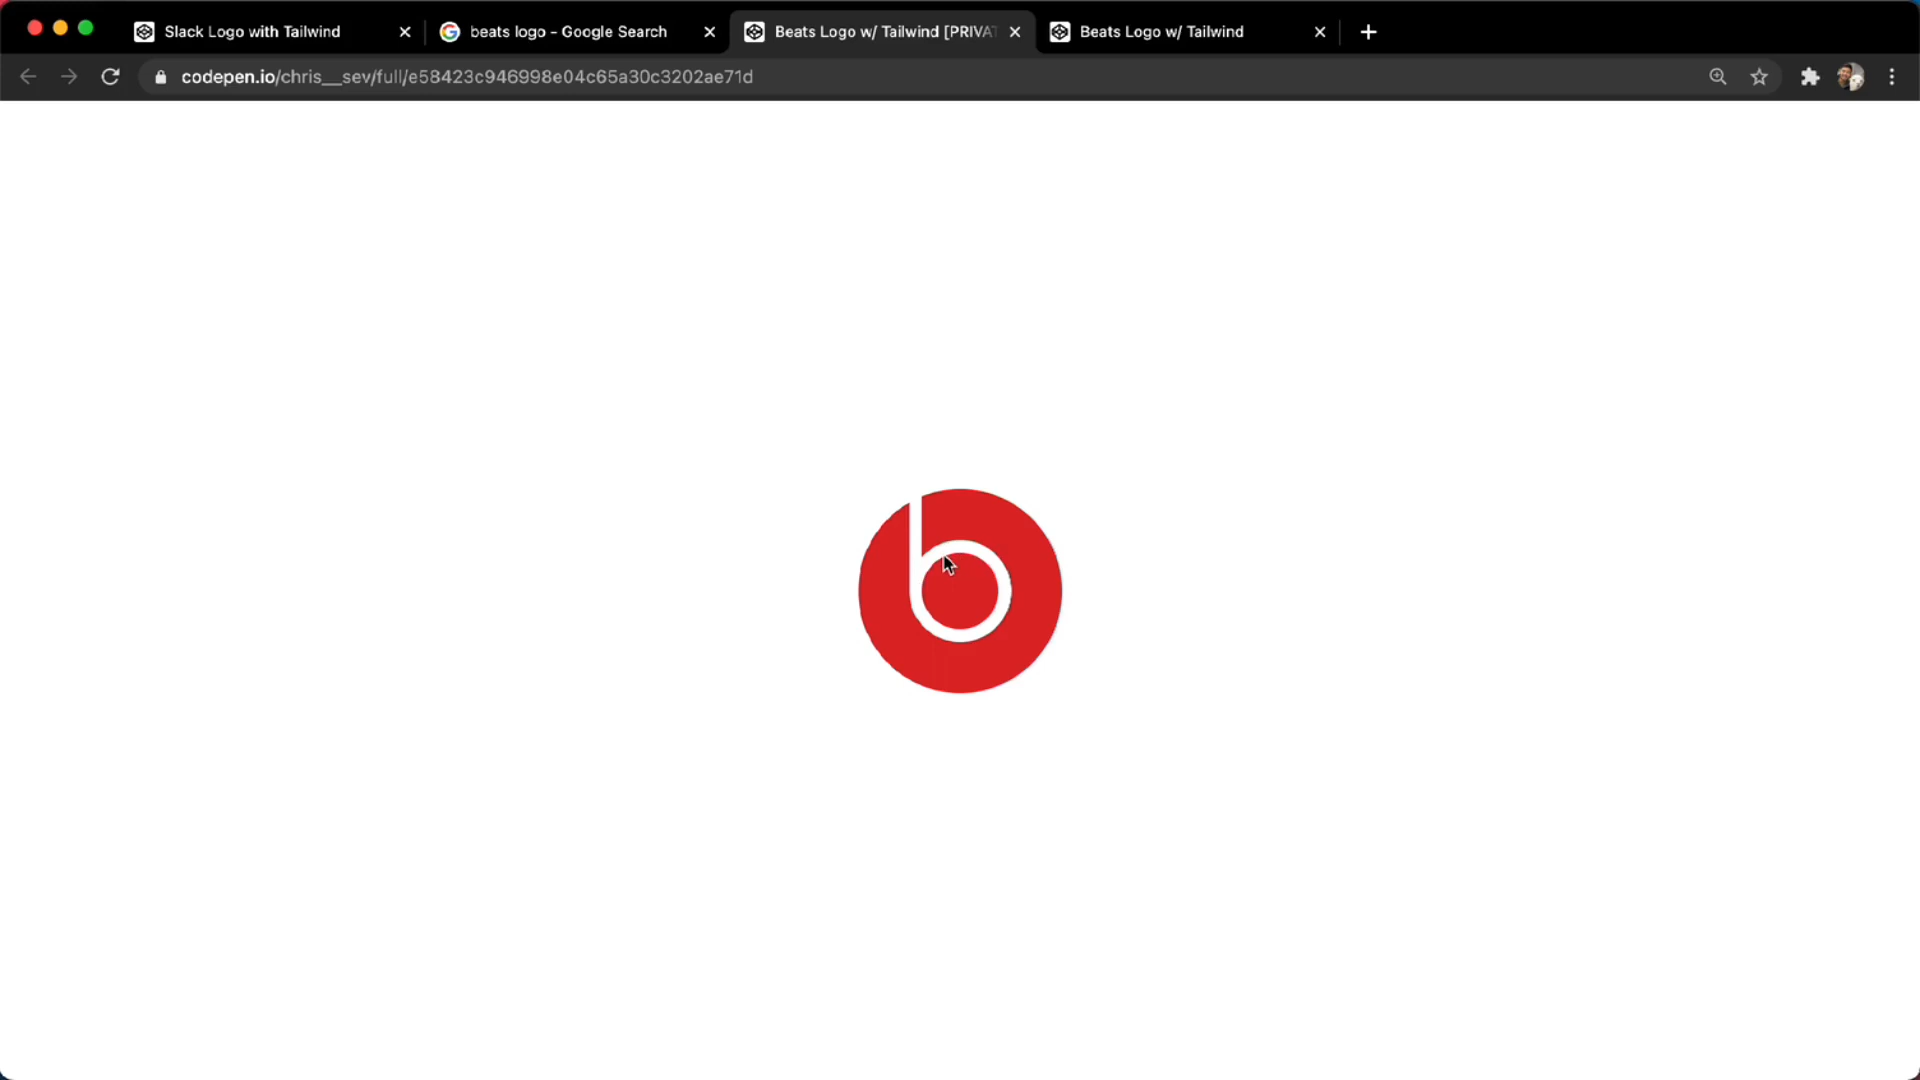 Slack Logo with Tailwind
beats logo - Google Search
Beats Logo w/ Tailwind [PRIVAT
Beats Logo w/ Tailwind
codepen.io/chris__sev/full/e58423c946998e04c65a30c3202ae71d
b